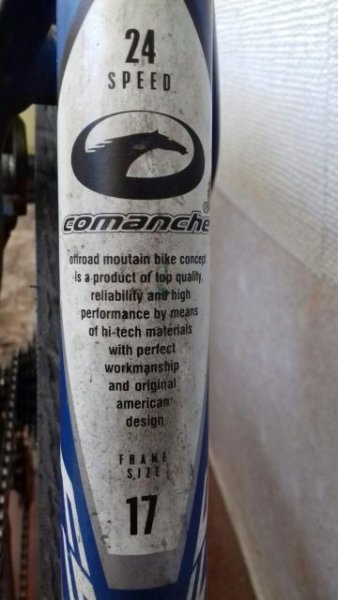 24
SPEED
comanche®
offroad moutain bike concept
is a product of top quality,
reliability and high
performance by means
of hi-tech materials
with perfect
workmanship
and original
american
design
FRAME
SIZE
17